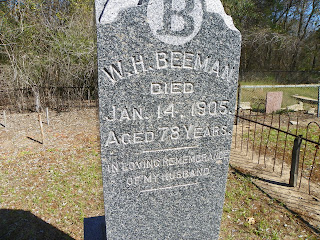 B
W. H. BEEMAN
DIED
JAN. 14, 1905.
AGED 78 YEARS.
IN LOVING REMEMBRANCE
OF MY HUSBAND